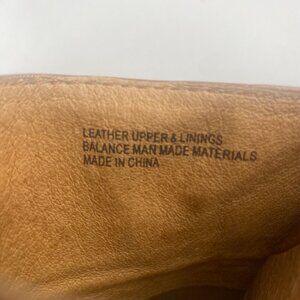 LEATHER UPPER & LININGS
BALANCE MAN MADE MATERIALS
MADE IN CHINA